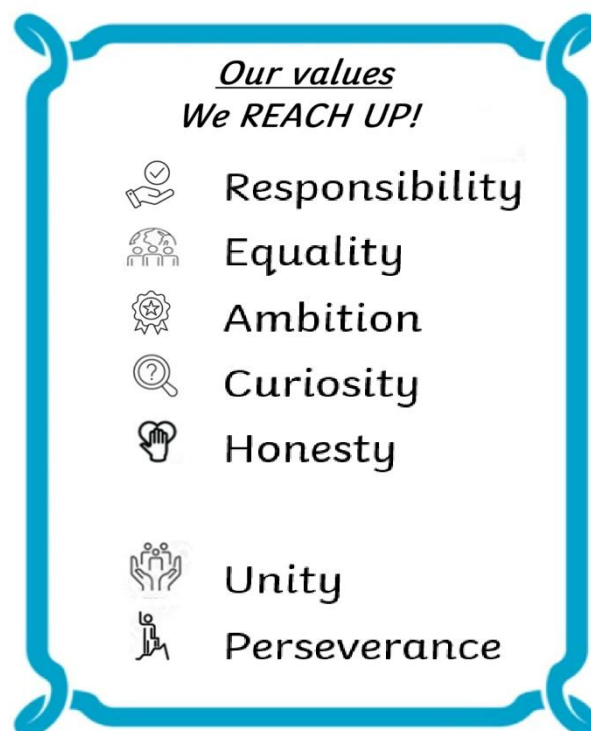 Our values
We REACH UP!
Responsibility
Equality
Ambition
Curiosity
Honesty
Unity
Perseverance